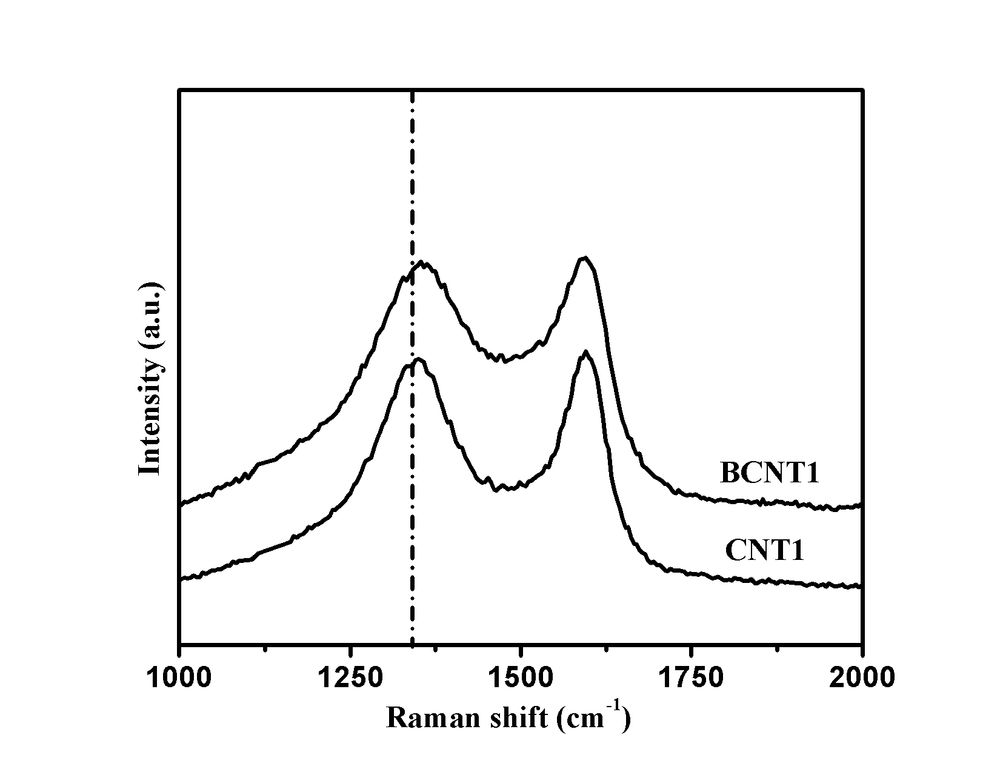 Intensity (a.u.)
BCNT1
CNT1
1000 1250 1500 1750 2000
Raman shift (cm-1)